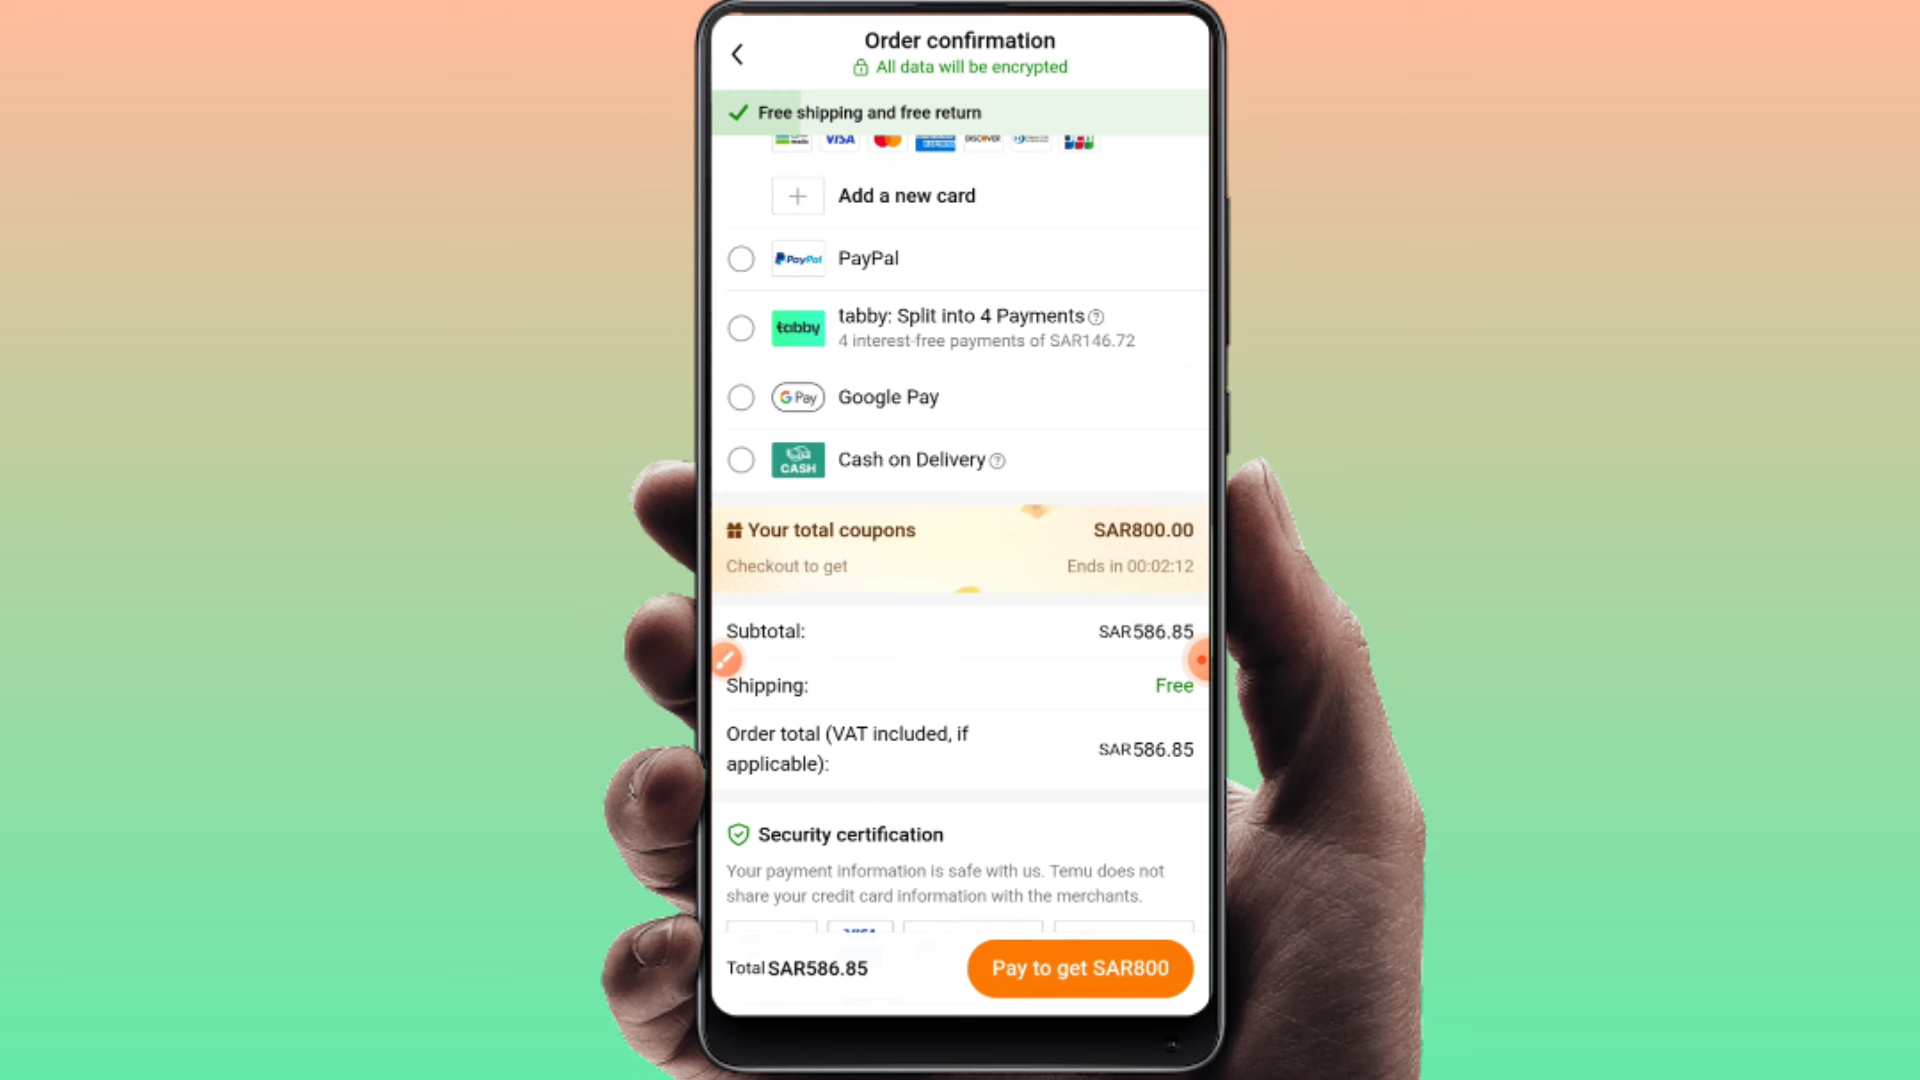 Order confirmation
All data will be encrypted
Free shipping and free return
VISA DISCOVER
Add a new card
PayPal PayPal
tabby: Split into 4 Payments ?
tabby
4 interest-free payments of SAR146.72
G Pay Google Pay
CASH Cash on Delivery ?
Your total coupons SAR800.00
Checkout to get Ends in 00:02:12
Subtotal: SAR586.85
Shipping: Free
Order total (VAT included, if
applicable): SAR586.85
Security certification
Your payment information is safe with us. Temu does not
share your credit card information with the merchants.
VISA
Total SAR586.85 Pay to get SAR800